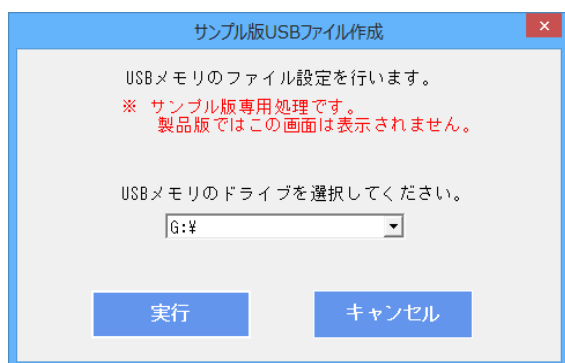 サンプル版USBファイル作成
USBメモリのファイル設定を行います。
※ サンプル版専用処理です。
製品版ではこの画面は表示されません。
USBメモリのドライブを選択してください。
G:¥
実行
キャンセル